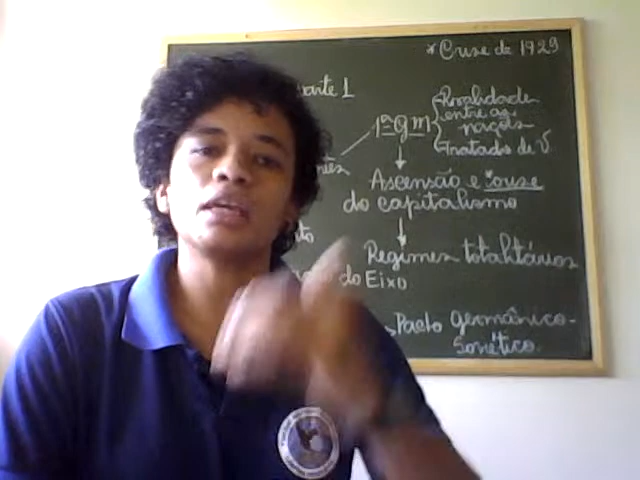 *Crise de 1929
parte 1
1ª g m
Rivalidade
entre as
nações
Tratado de V.
Ascensão e *crise
do capitalismo
Regimes totalitários
do Eixo
Pacto germânico-
Soviético.